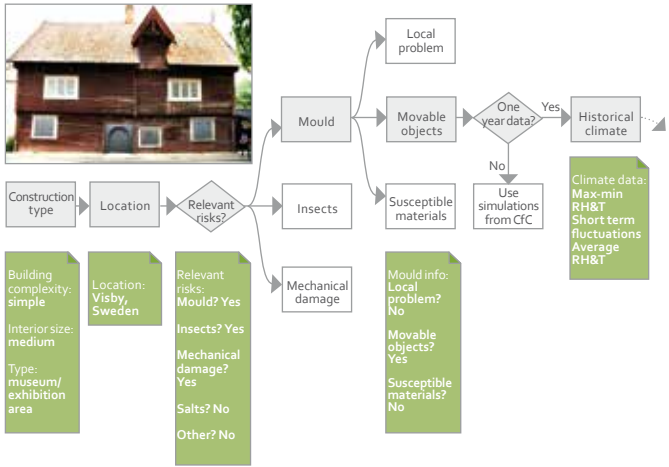 Construction
type
Location
Relevant
risks?
Mould
Insects
Mechanical
damage
Local
problem
Movable
objects
Susceptible
materials
One
year data?
Yes
No
Use
simulations
from CfC
Historical
climate
Building
complexity:
simple
Interior size:
medium
Type:
museum/
exhibition
area
Location:
Visby,
Sweden
Relevant
risks:
Mould? Yes
Insects? Yes
Mechanical
damage?
Yes
Salts? No
Other? No
Mould info:
Local
problem?
No
Movable
objects?
Yes
Susceptible
materials?
No
Climate data:
Max-min
RH&T
Short term
fluctuations
Average
RH&T